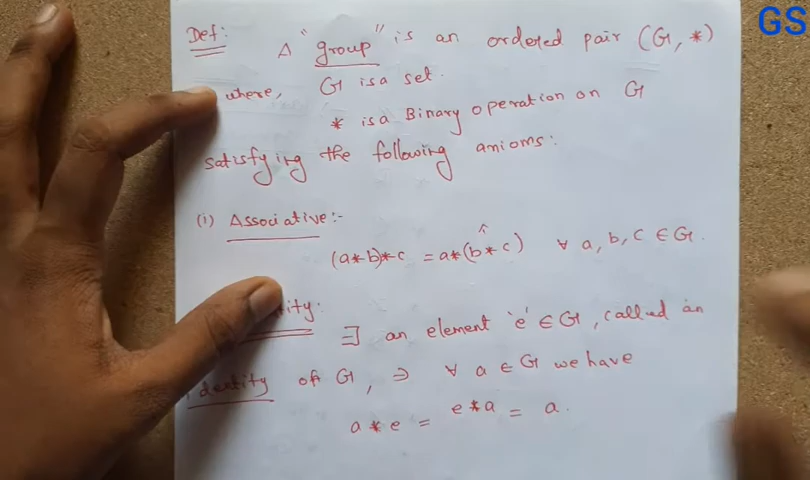 GS
Def:
A "group" is an ordered pair (G, *)
where, G is a set.
* is a Binary operation on G
satisfying the following anioms:
(i) Associative:-
(a*b)*c = a*(b*c) ∀ a, b, c ∈ G.
∃ an element 'e' ∈ G, called an
of G, ∋ ∀ a ∈ G we have
a * e = e * a = a.